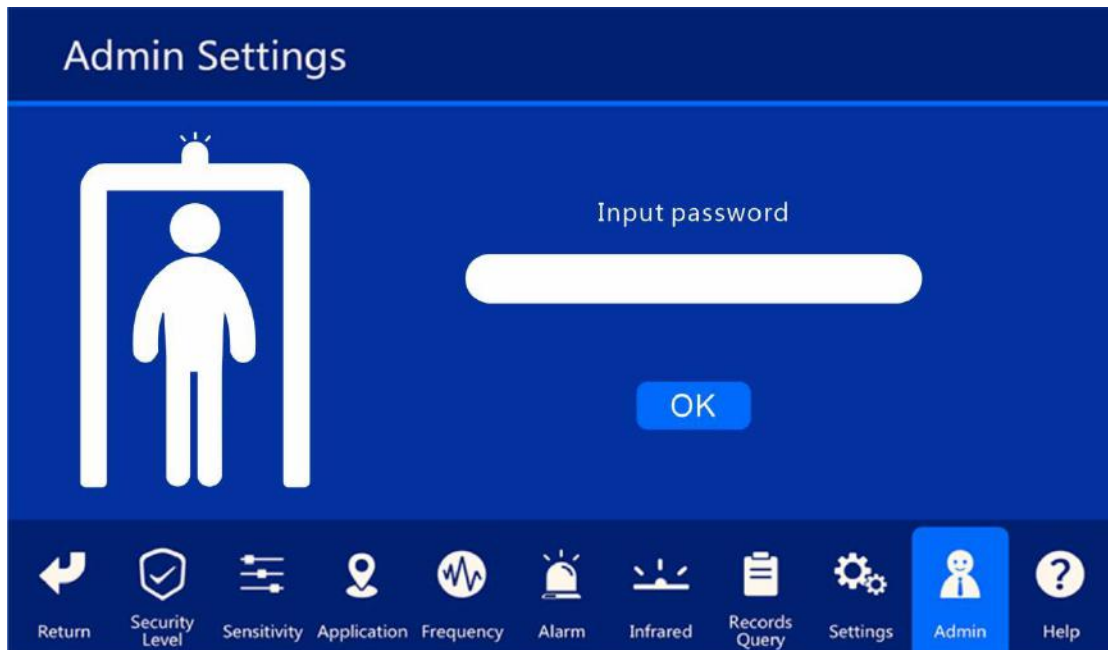 Admin Settings
Input password
OK
Return
Security
Level
Sensitivity
Application
Frequency
Alarm
Infrared
Records
Query
Settings
Admin
Help